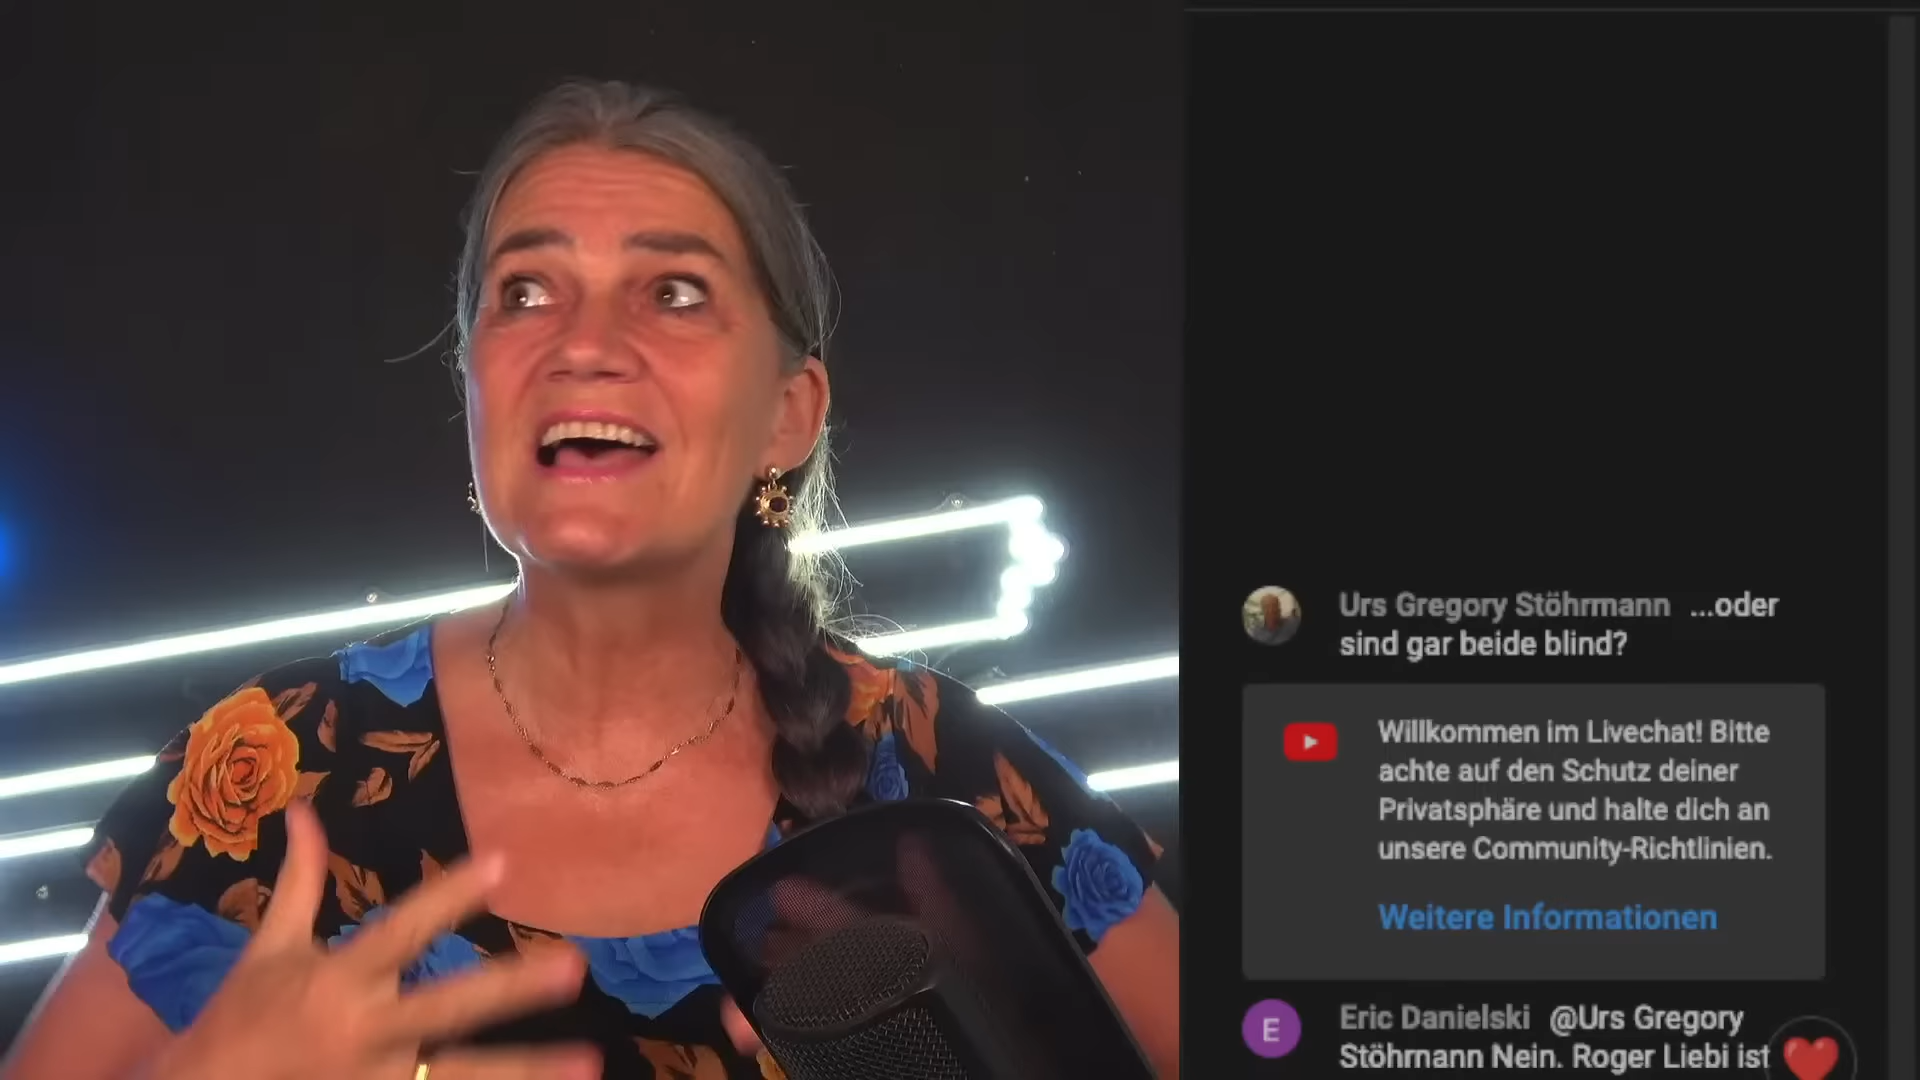 Urs Gregory Stöhrmann ...oder
sind gar beide blind?
Willkommen im Livechat! Bitte
achte auf den Schutz deiner
Privatsphäre und halte dich an
unsere Community-Richtlinien.
Weitere Informationen
E
Eric Danielski @Urs Gregory
Stöhrmann Nein. Roger Liebi ist